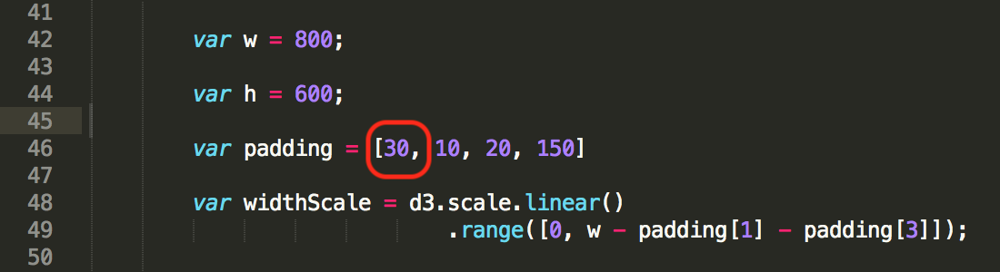 41
42 var w = 800;
43
44 var h = 600;
45
46 var padding = [30, 10, 20, 150]
47
48 var widthScale = d3.scale.linear()
49 .range([0, w - padding[1] - padding[3]]);
50